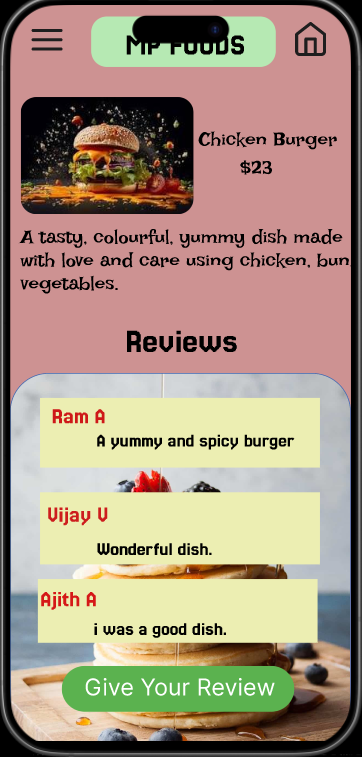 MP FOODS
Chicken Burger
$23
A tasty, colourful, yummy dish made
with love and care using chicken, bun,
vegetables.
Reviews
Ram A
A yummy and spicy burger
Vijay V
Wonderful dish.
Ajith A
i was a good dish.
Give Your Review